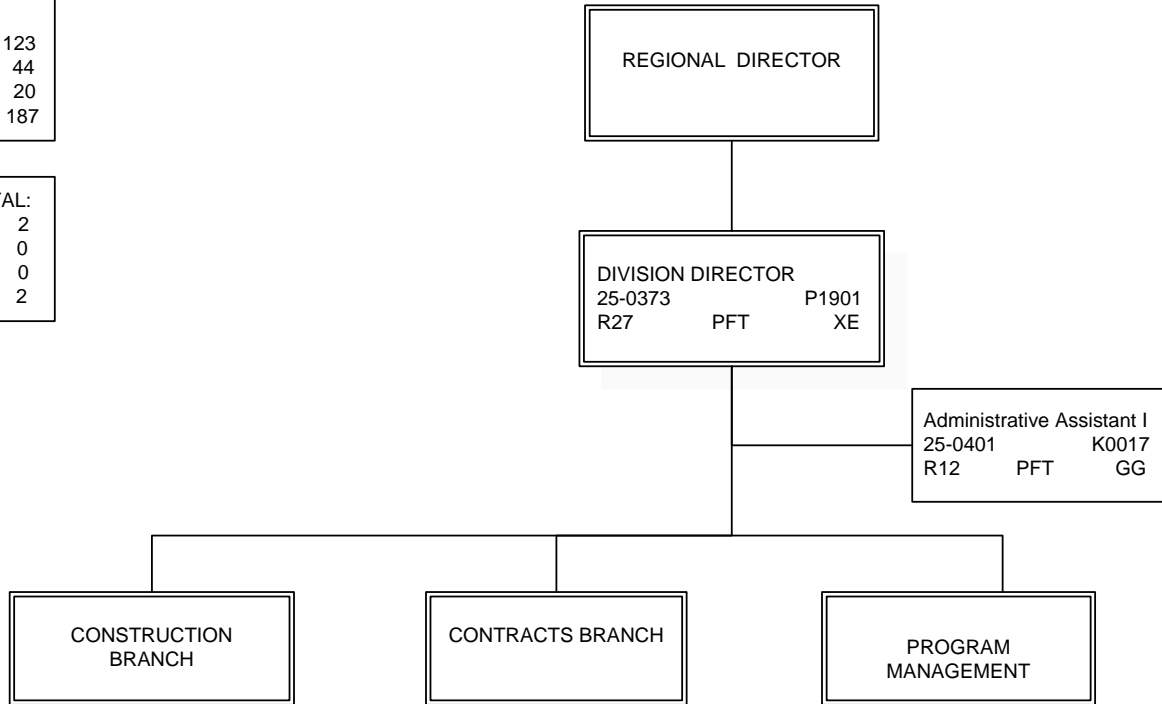 123
44
20
187
TAL:
2
0
0
2
REGIONAL DIRECTOR
DIVISION DIRECTOR
25-0373 P1901
R27 PFT XE
Administrative Assistant I
25-0401 K0017
R12 PFT GG
CONSTRUCTION
BRANCH
CONTRACTS BRANCH
PROGRAM
MANAGEMENT